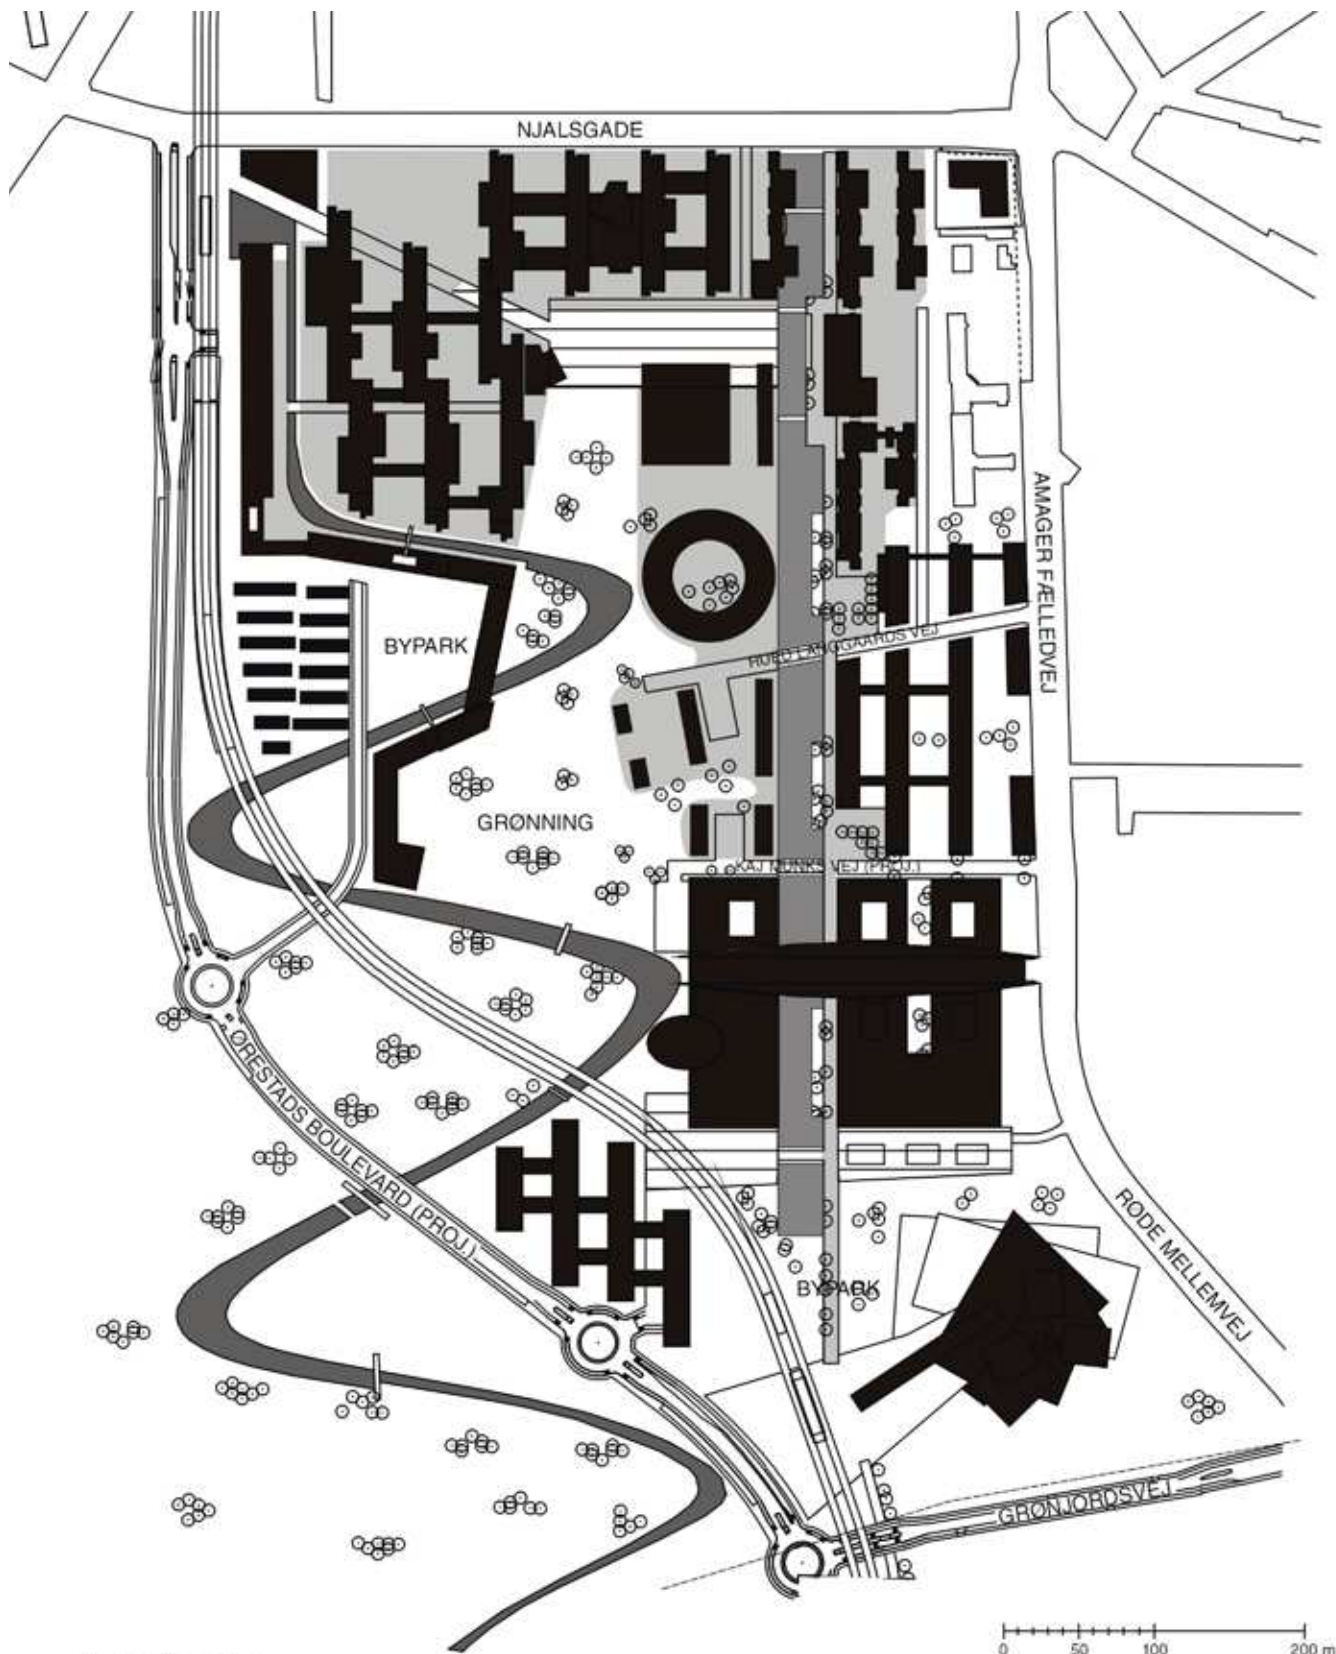 NJALSGADE
AMAGER FÆLLEDVEJ
BYPARK
RUED LANGGAARDS VEJ
GRØNNING
KAJ MUNKS VEJ (PROJ.)
ØRESTADS BOULEVARD (PROJ.)
RØDE MELLEMVEJ
BYPARK
GRØNJORDSVEJ
0 50 100 200 m